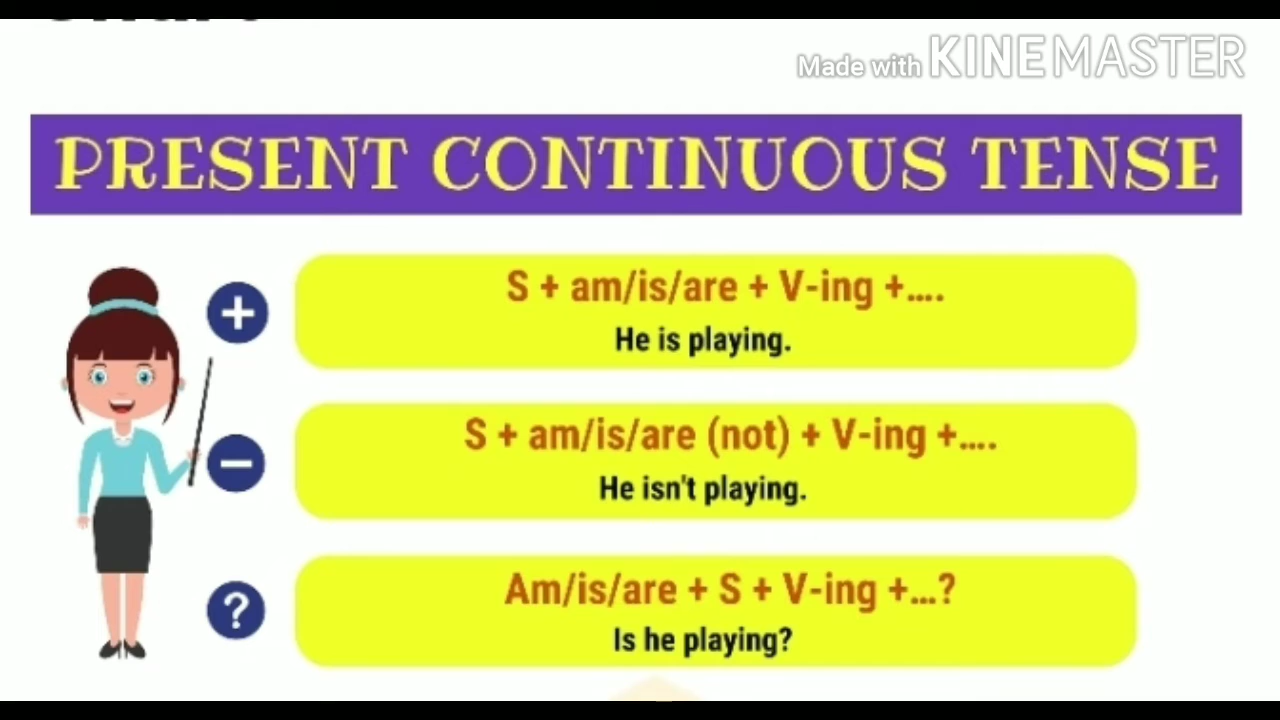 Made with KINEMASTER
PRESENT CONTINUOUS TENSE
S + am/is/are + V-ing +....
He is playing.
S + am/is/are (not) + V-ing +....
He isn't playing.
Am/is/are + S + V-ing +...?
Is he playing?